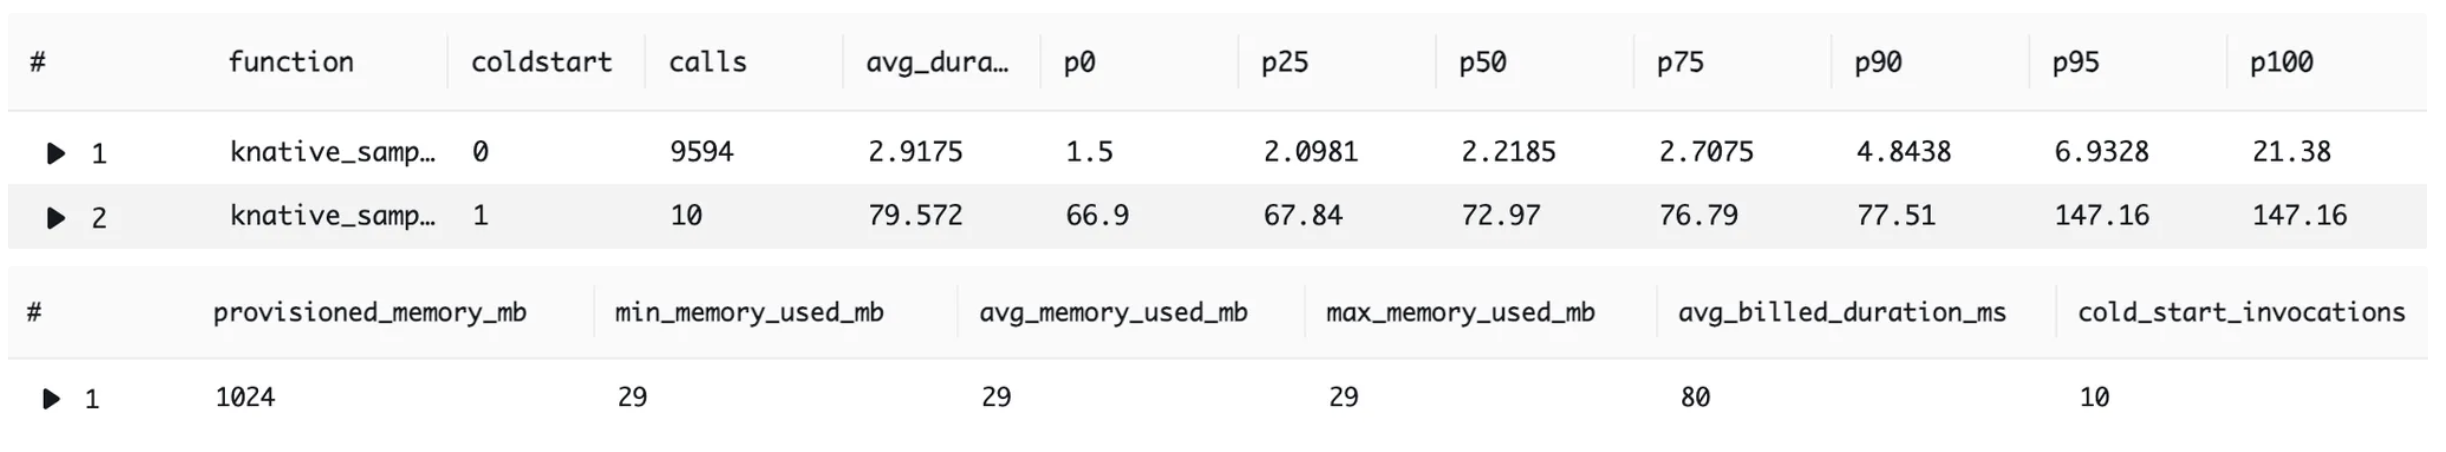 # function coldstart calls avg_dura… p0 p25 p50 p75 p90 p95 p100
1 knative_samp… 0 9594 2.9175 1.5 2.0981 2.2185 2.7075 4.8438 6.9328 21.38
2 knative_samp… 1 10 79.572 66.9 67.84 72.97 76.79 77.51 147.16 147.16
# provisioned_memory_mb min_memory_used_mb avg_memory_used_mb max_memory_used_mb avg_billed_duration_ms cold_start_invocations
1 1024 29 29 29 80 10